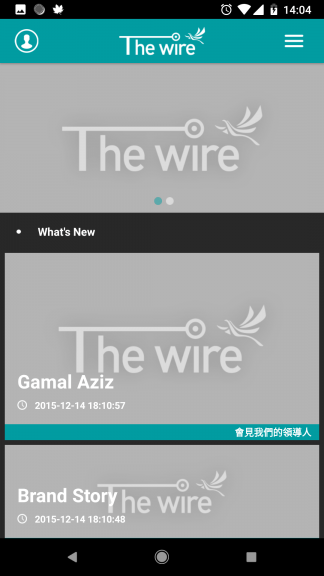 14:04
The wire
The wire
What's New
The wire
Gamal Aziz
2015-12-14 18:10:57
會見我們的領導人
The wire
Brand Story
2015-12-14 18:10:48